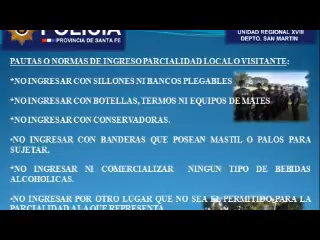 POLICIA
PROVINCIA DE SANTA FE
UNIDAD REGIONAL XVIII
DEPTO. SAN MARTIN
PAUTAS O NORMAS DE INGRESO PARCIALIDAD LOCAL O VISITANTE:
*NO INGRESAR CON SILLONES NI BANCOS PLEGABLES
*NO INGRESAR CON BOTELLAS, TERMOS NI EQUIPOS DE MATES
*NO INGRESAR CON CONSERVADORAS.
•NO INGRESAR CON BANDERAS QUE POSEAN MASTIL O PALOS PARA
SUJETAR.
*NO INGRESAR NI COMERCIALIZAR NINGUN TIPO DE BEBIDAS
ALCOHOLICAS.
•NO INGRESAR POR OTRO LUGAR QUE NO SEA EL PERMITIDO PARA LA
PARCIALIDAD A LA QUE REPRESENTA